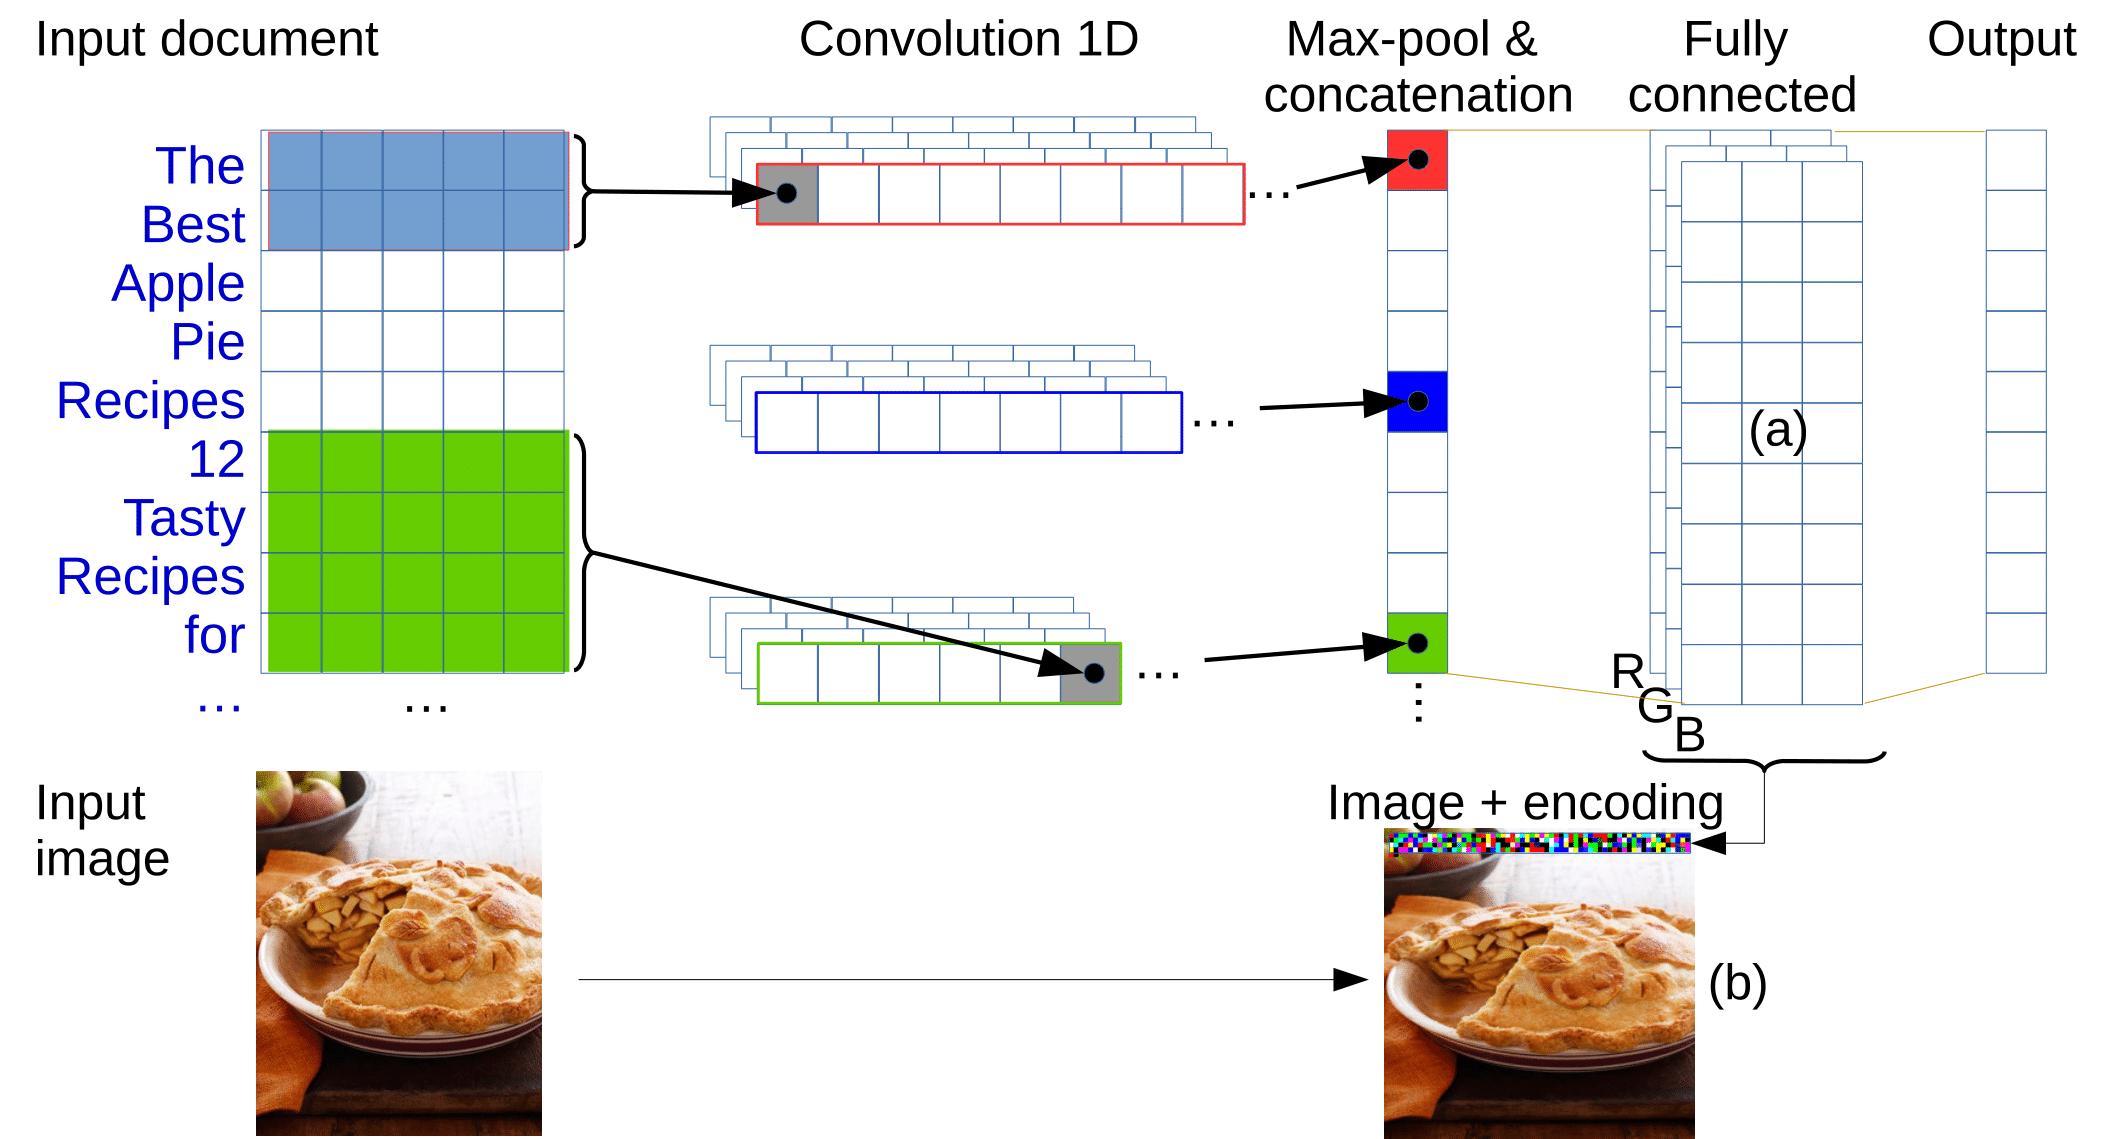 Input document
Convolution 1D
Max-pool &
concatenation
Fully
connected
Output
The
Best
Apple
Pie
Recipes
12
Tasty
Recipes
for
...
...
...
...
...
(a)
R
G
B
Input
image
Image + encoding
(b)